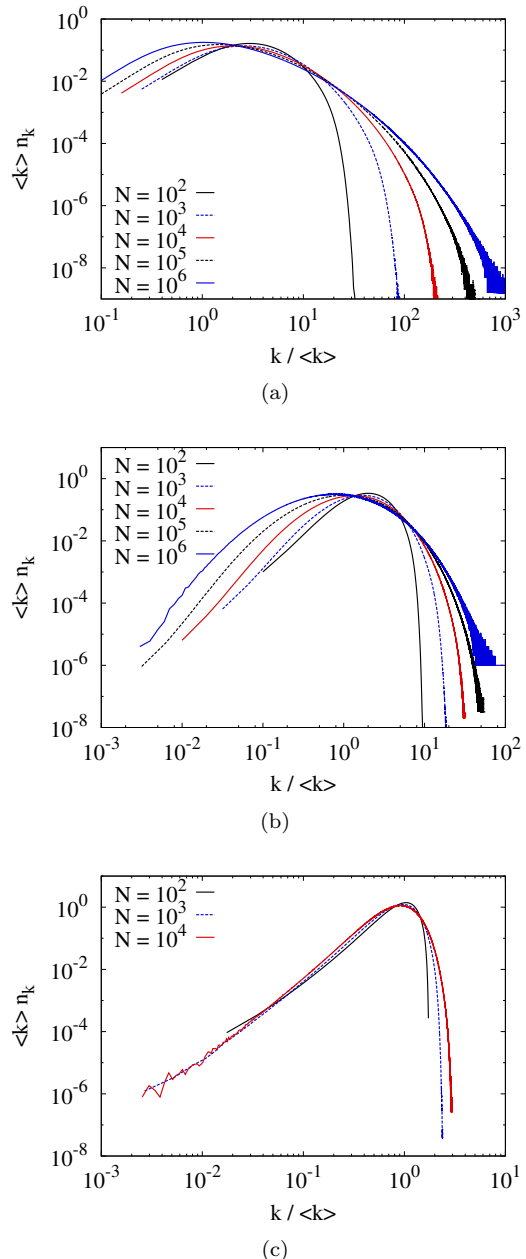 10^0
10^-2
10^-4
10^-6
10^-8
<k> n_k
N = 10^2
N = 10^3
N = 10^4
N = 10^5
N = 10^6
10^-1 10^0 10^1 10^2 10^3
k / <k>
(a)
10^0
10^-2
10^-4
10^-6
10^-8
<k> n_k
N = 10^2
N = 10^3
N = 10^4
N = 10^5
N = 10^6
10^-3 10^-2 10^-1 10^0 10^1 10^2
k / <k>
(b)
10^0
10^-2
10^-4
10^-6
10^-8
<k> n_k
N = 10^2
N = 10^3
N = 10^4
10^-3 10^-2 10^-1 10^0 10^1
k / <k>
(c)